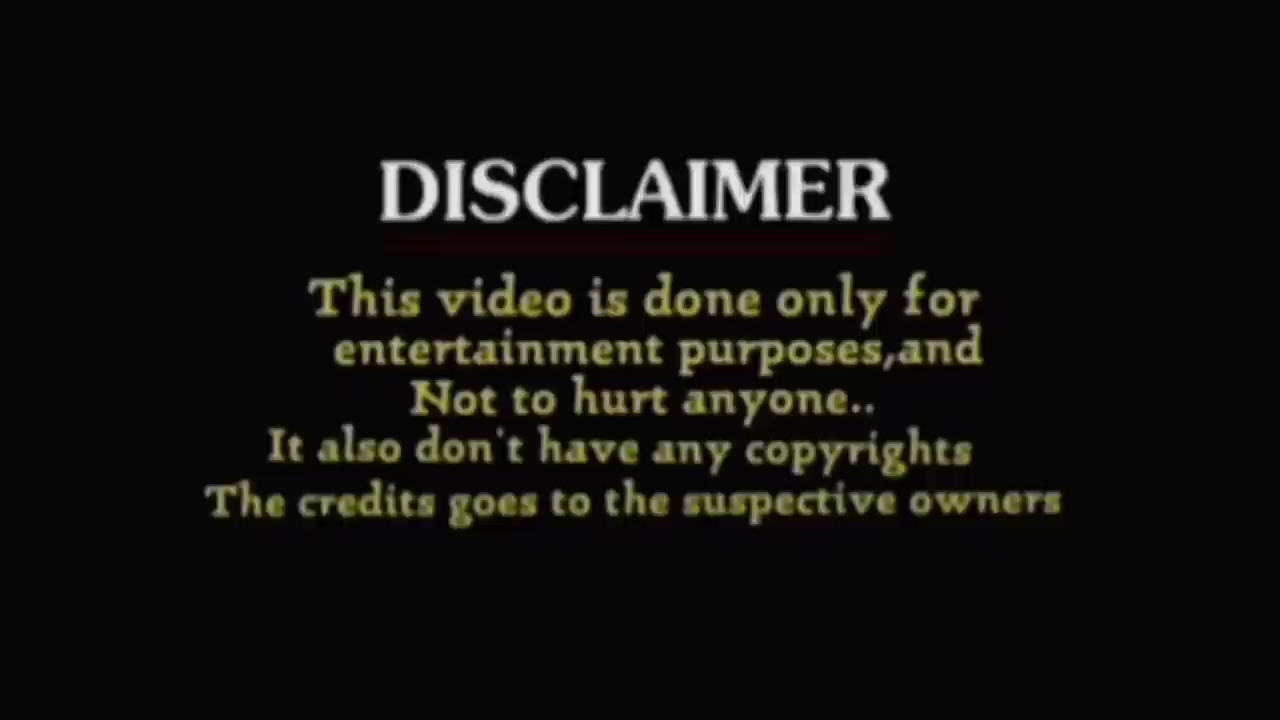 DISCLAIMER
This video is done only for
entertainment purposes,and
Not to hurt anyone..
It also don't have any copyrights
The credits goes to the suspective owners